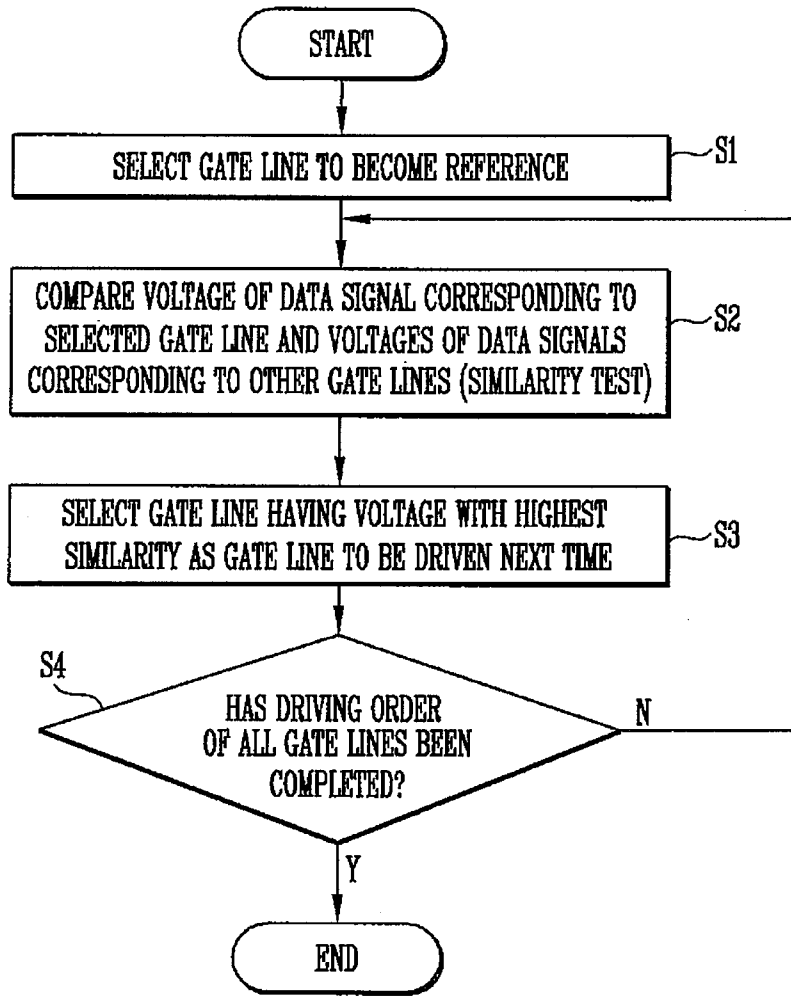 START
SELECT GATE LINE TO BECOME REFERENCE
S1
COMPARE VOLTAGE OF DATA SIGNAL CORRESPONDING TO
SELECTED GATE LINE AND VOLTAGES OF DATA SIGNALS
CORRESPONDING TO OTHER GATE LINES (SIMILARITY TEST)
S2
SELECT GATE LINE HAVING VOLTAGE WITH HIGHEST
SIMILARITY AS GATE LINE TO BE DRIVEN NEXT TIME
S3
S4
HAS DRIVING ORDER
OF ALL GATE LINES BEEN
COMPLETED?
N
Y
END